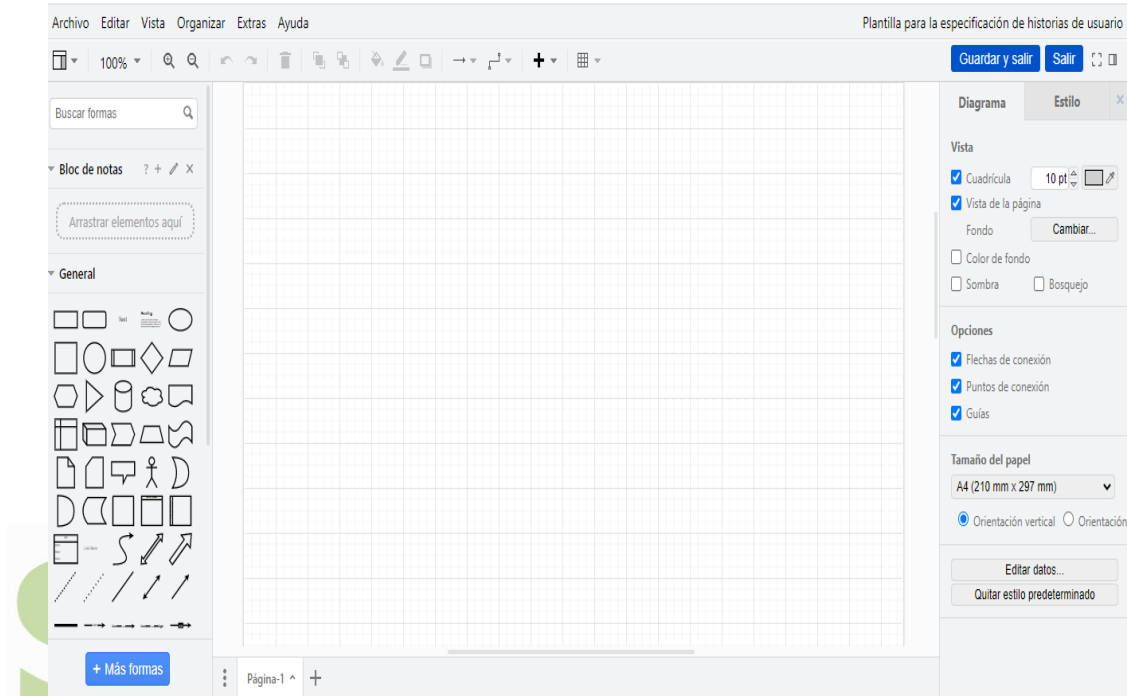 Archivo Editar Vista Organizar Extras Ayuda
Plantilla para la especificación de historias de usuario
100%
Guardar y salir Salir
Buscar formas
Bloc de notas ? + ×
Arrastrar elementos aquí
General
Text
Heading
+ Más formas
Página-1
Diagrama Estilo ×
Vista
Cuadrícula 10 pt
Vista de la página
Fondo Cambiar...
Color de fondo
Sombra Bosquejo
Opciones
Flechas de conexión
Puntos de conexión
Guías
Tamaño del papel
A4 (210 mm x 297 mm)
Orientación vertical Orientación
Editar datos...
Quitar estilo predeterminado